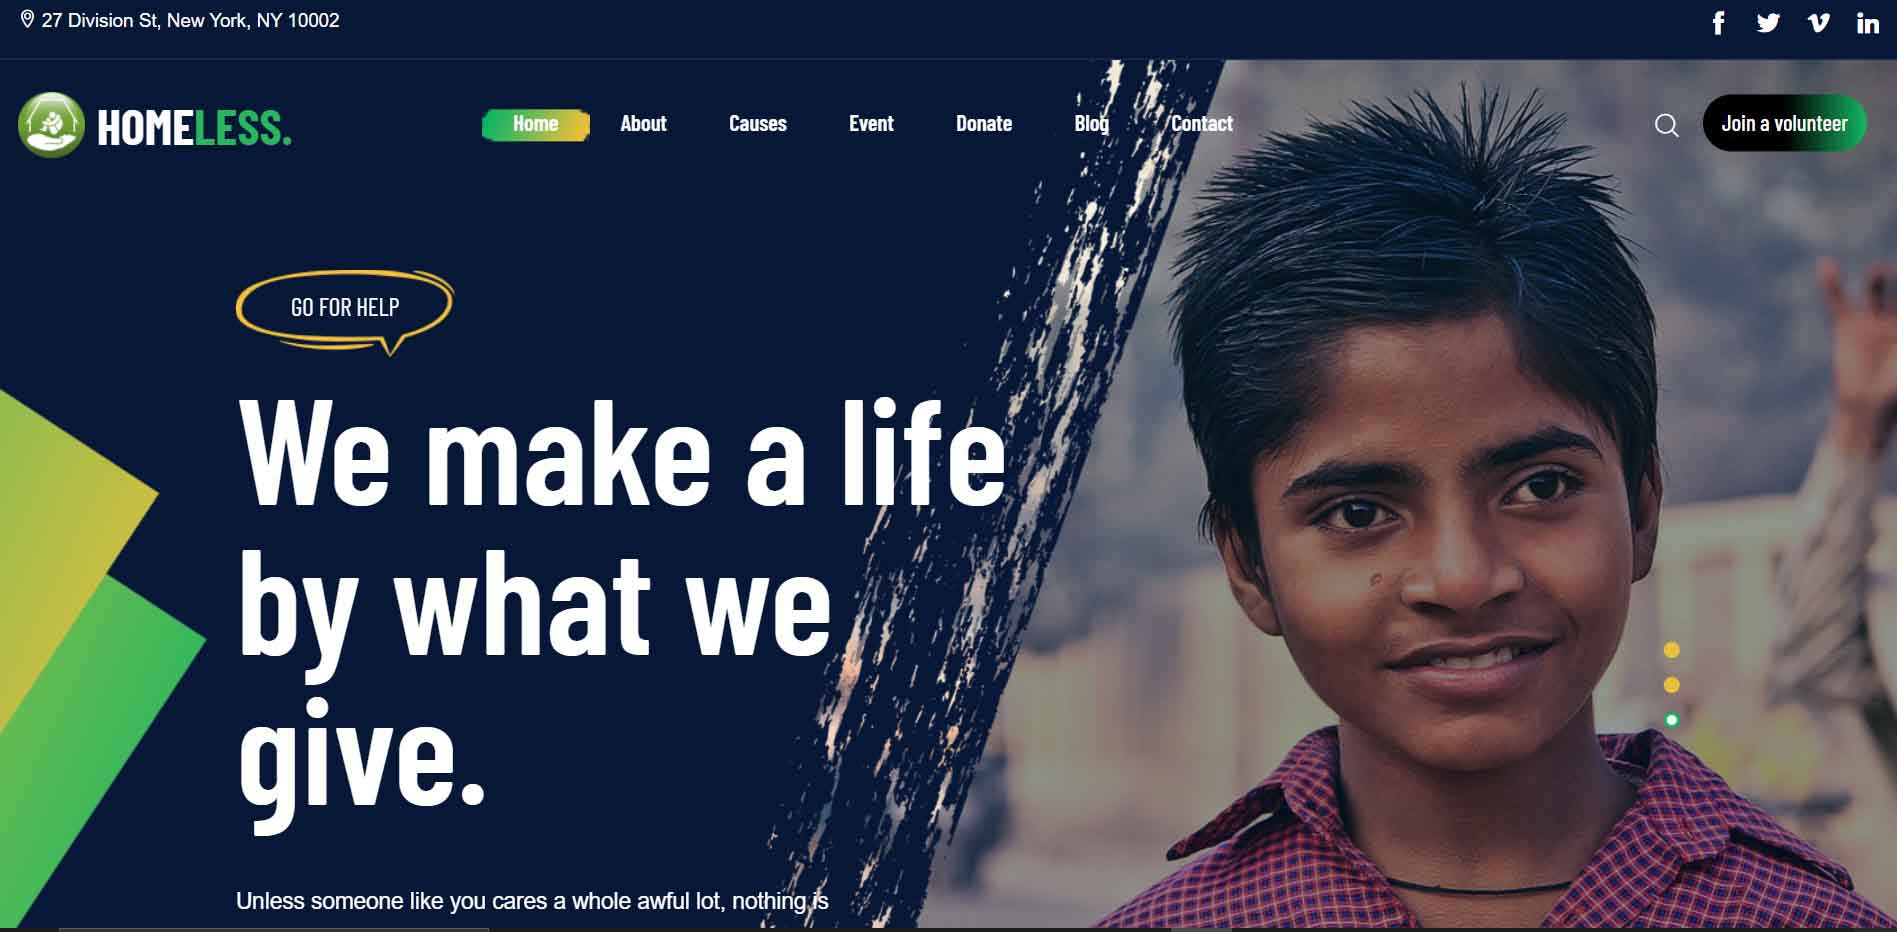 27 Division St, New York, NY 10002
HOMELESS.
Home About Causes Event Donate Blog Contact
Join a volunteer
GO FOR HELP
We make a life
by what we
give.
Unless someone like you cares a whole awful lot, nothing is